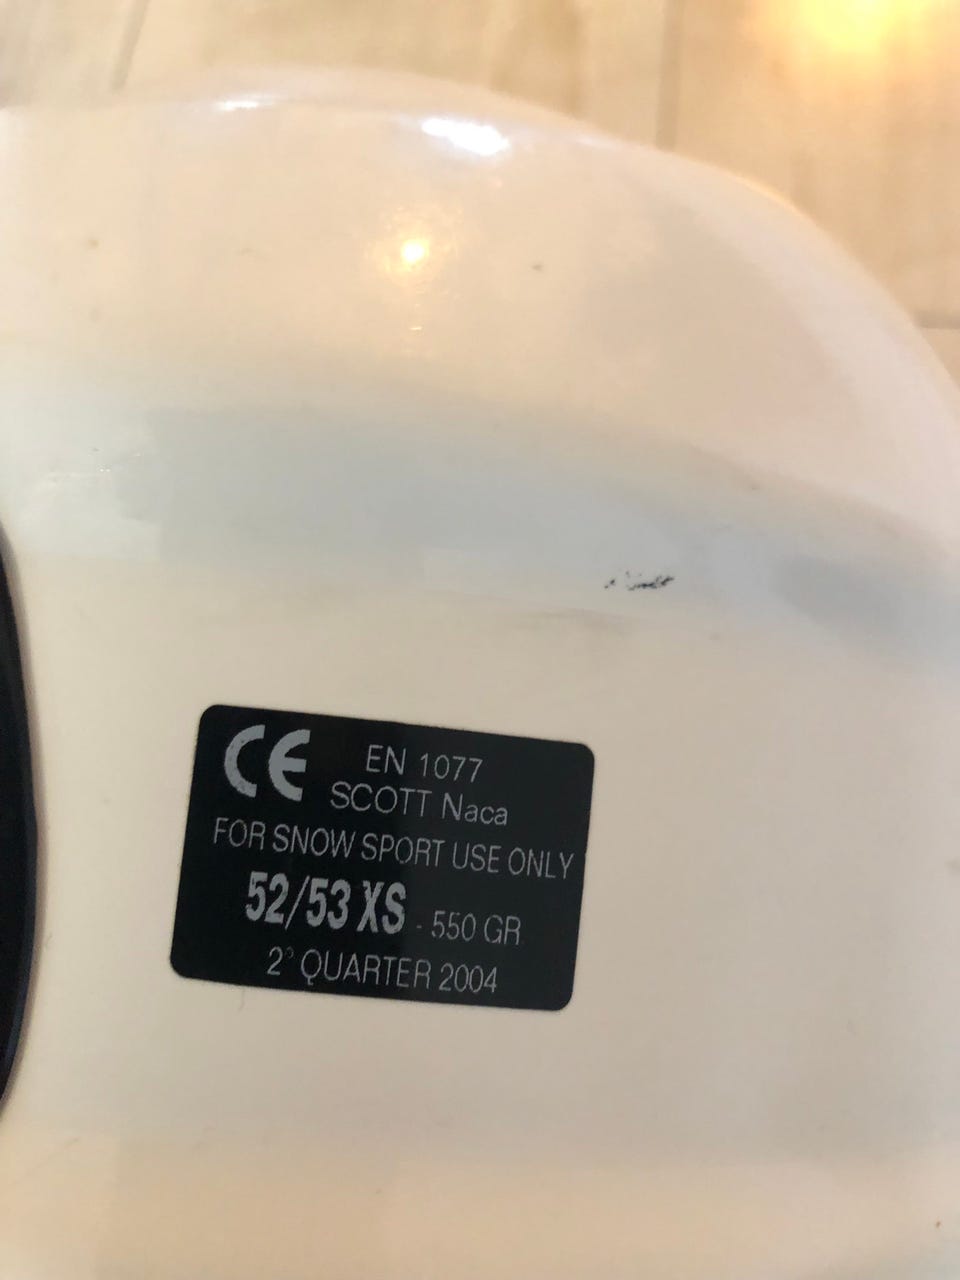 CE EN 1077
SCOTT Naca
FOR SNOW SPORT USE ONLY
52/53 XS - 550 GR
2° QUARTER 2004